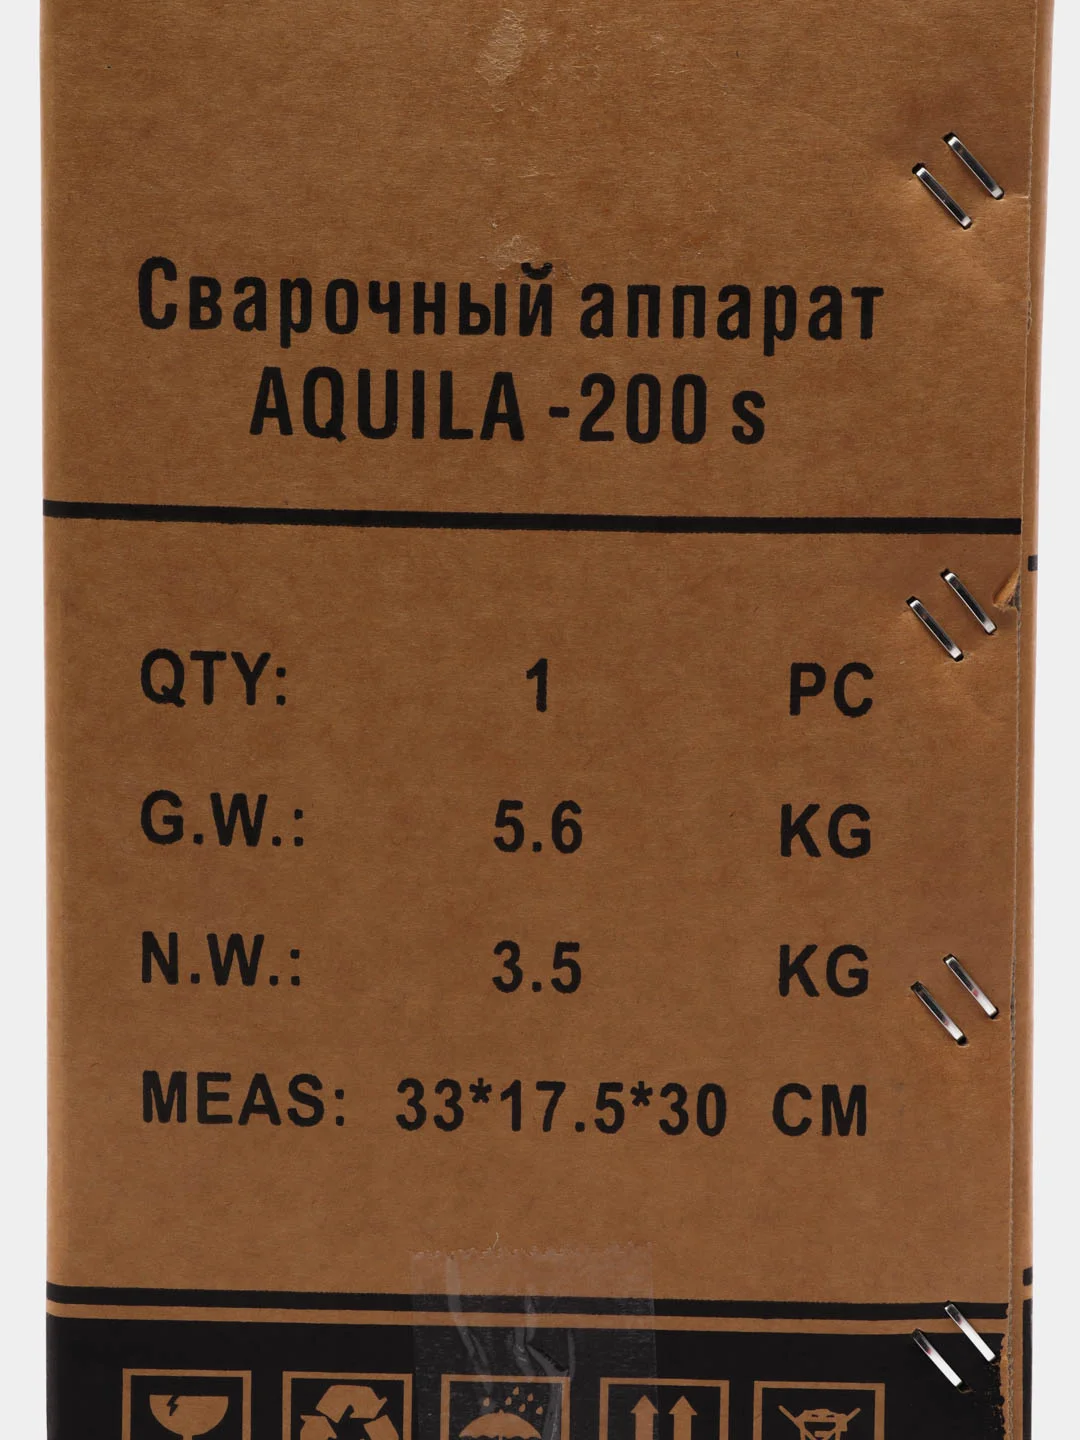 Сварочный аппарат
AQUILA -200 s
QTY: 1 PC
G.W.: 5.6 KG
N.W.: 3.5 KG
MEAS: 33*17.5*30 CM